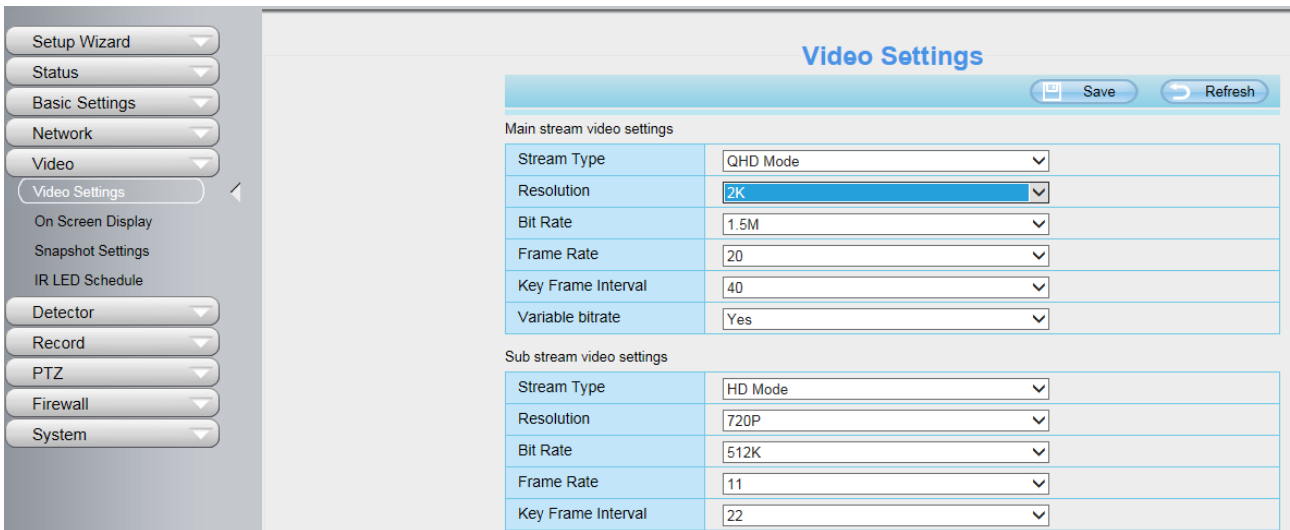 Setup Wizard
Status
Basic Settings
Network
Video
Video Settings
On Screen Display
Snapshot Settings
IR LED Schedule
Detector
Record
PTZ
Firewall
System
Video Settings
Save Refresh
Main stream video settings
Stream Type QHD Mode
Resolution 2K
Bit Rate 1.5M
Frame Rate 20
Key Frame Interval 40
Variable bitrate Yes
Sub stream video settings
Stream Type HD Mode
Resolution 720P
Bit Rate 512K
Frame Rate 11
Key Frame Interval 22